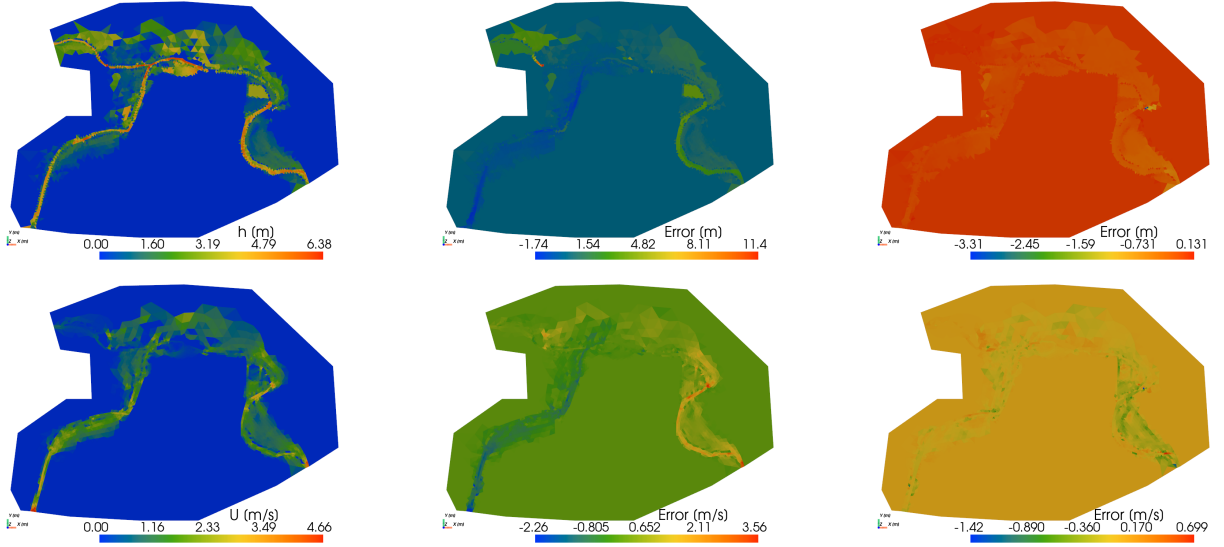 h (m)
0.00 1.60 3.19 4.79 6.38
Error (m)
-1.74 1.54 4.82 8.11 11.4
Error (m)
-3.31 -2.45 -1.59 -0.731 0.131
Y (m)
Z X (m)
Y (m)
Z X (m)
Y (m)
Z X (m)
U (m/s)
0.00 1.16 2.33 3.49 4.66
Error (m/s)
-2.26 -0.805 0.652 2.11 3.56
Error (m/s)
-1.42 -0.890 -0.360 0.170 0.699
Y (m)
Z X (m)
Y (m)
Z X (m)
Y (m)
Z X (m)